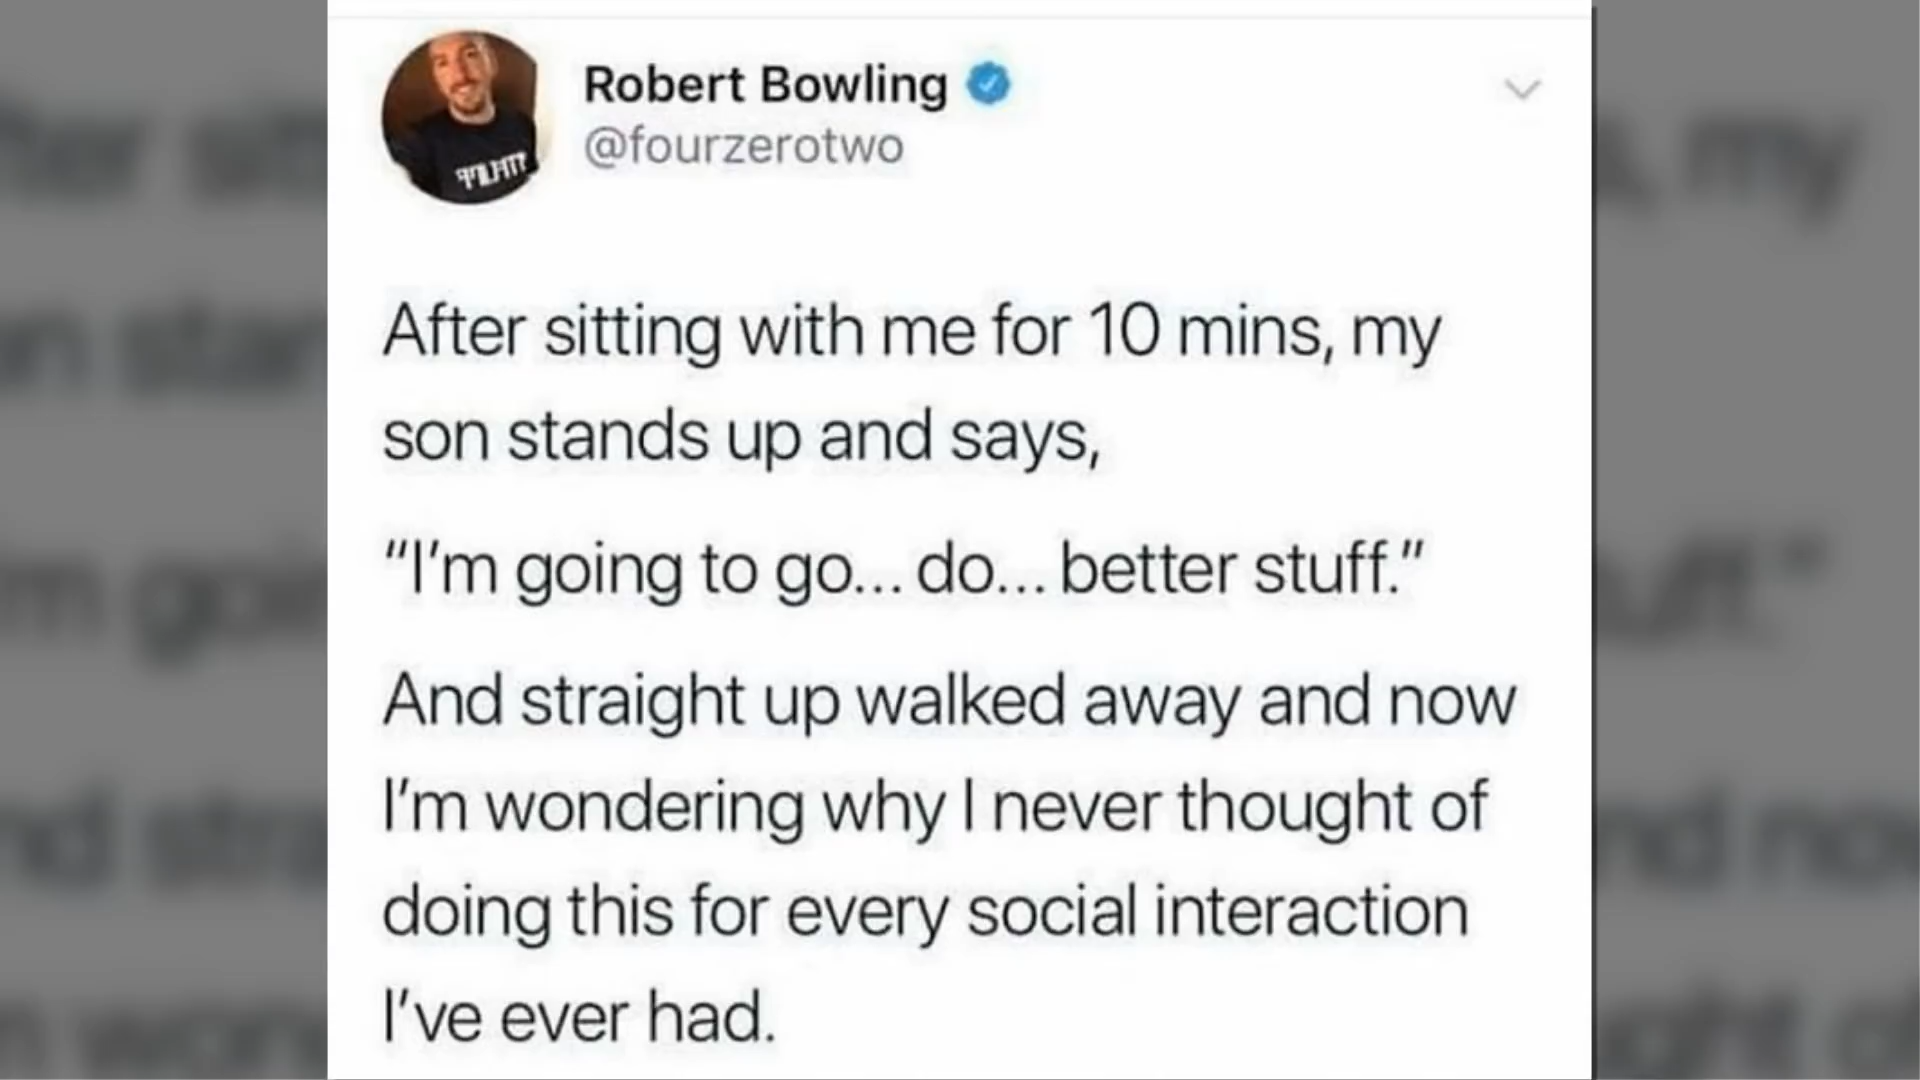 Robert Bowling
@fourzerotwo
After sitting with me for 10 mins, my
son stands up and says,
"I'm going to go... do... better stuff."
And straight up walked away and now
I'm wondering why I never thought of
doing this for every social interaction
I've ever had.